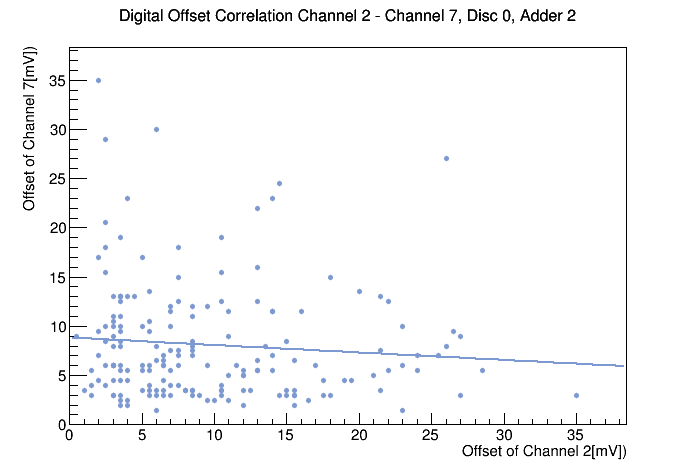 Digital Offset Correlation Channel 2 - Channel 7, Disc 0, Adder 2
Offset of Channel 7[mV])
35
30
25
20
15
10
5
0
0 5 10 15 20 25 30 35
Offset of Channel 2[mV])